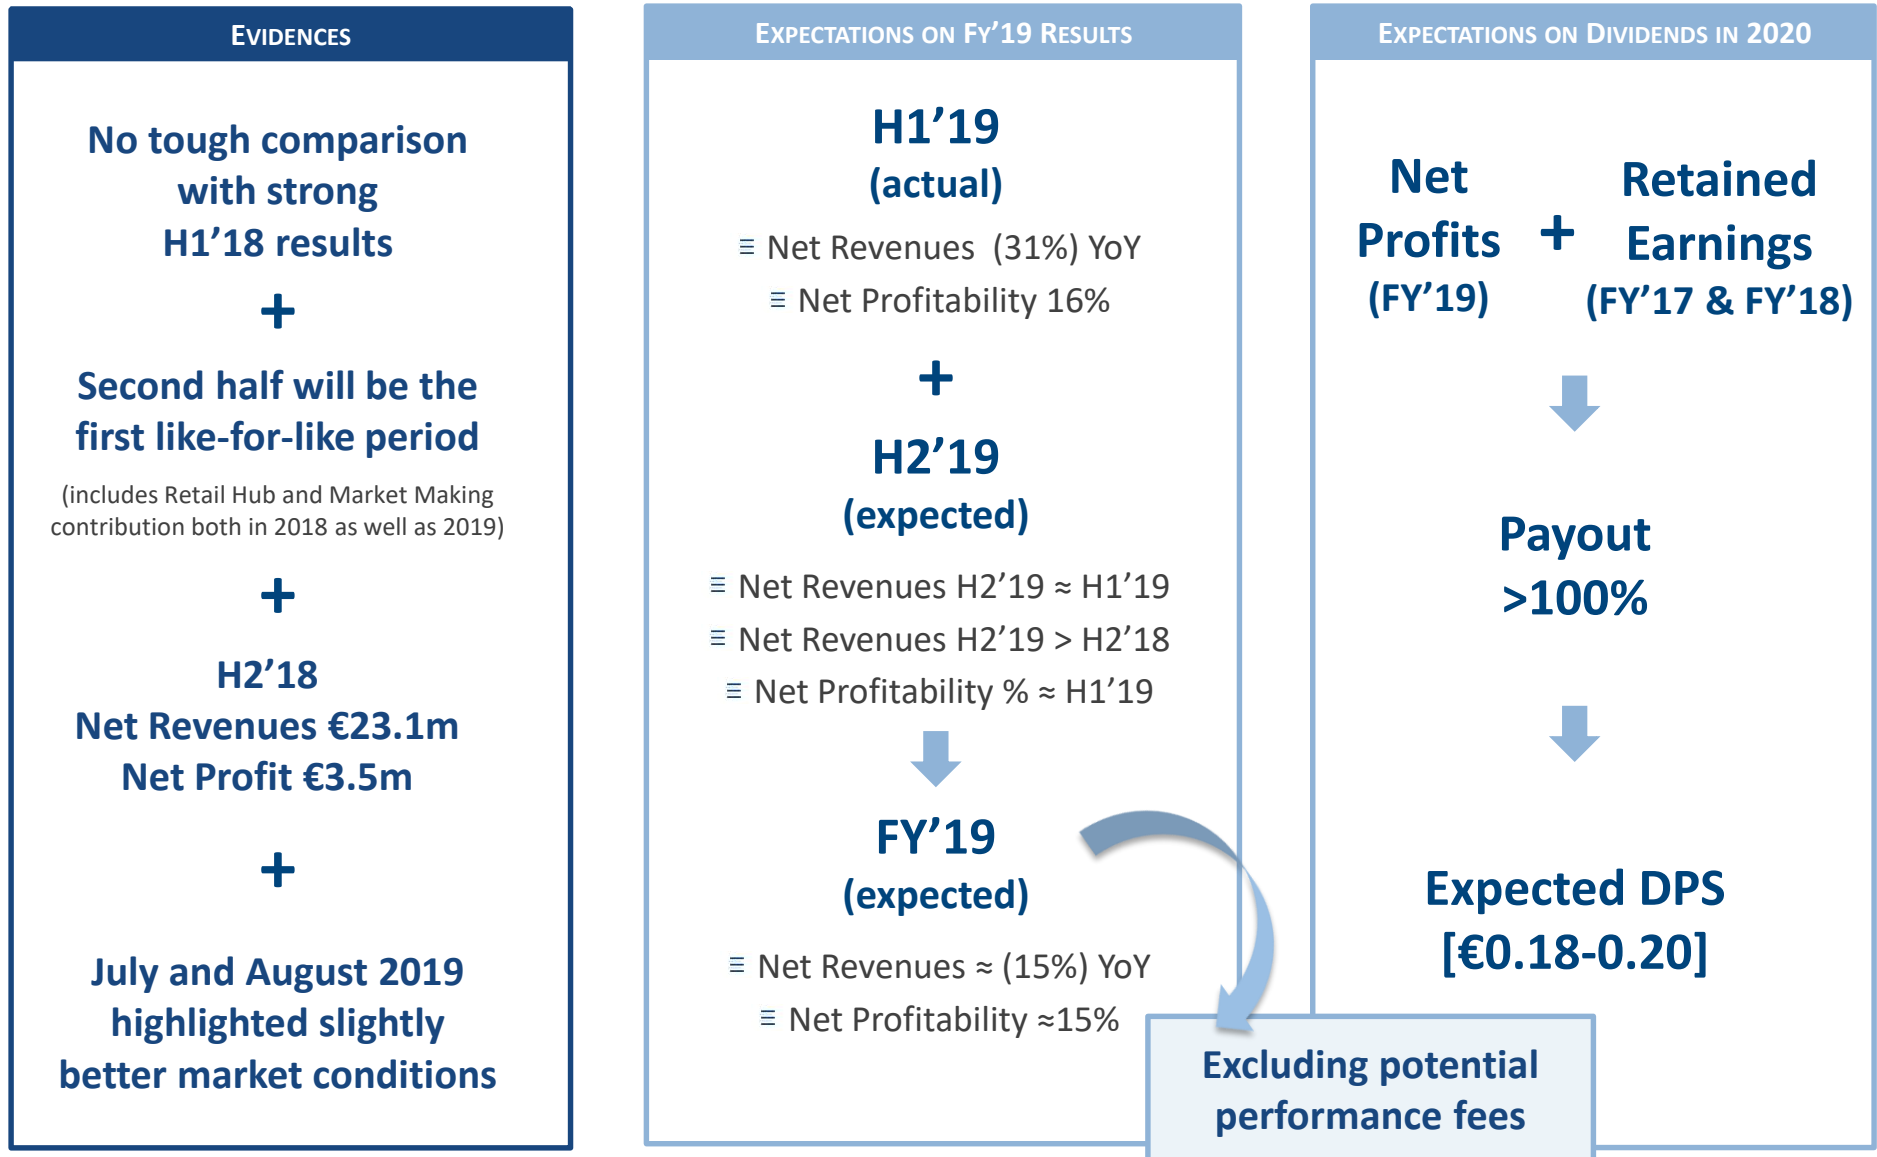 Evidences
No tough comparison
with strong
H1’18 results
+
Second half will be the
first like-for-like period
(includes Retail Hub and Market Making
contribution both in 2018 as well as 2019)
+
H2’18
Net Revenues €23.1m
Net Profit €3.5m
+
July and August 2019
highlighted slightly
better market conditions
Expectations on Fy’19 Results
H1’19
(actual)
Net Revenues (31%) YoY
Net Profitability 16%
+
H2’19
(expected)
Net Revenues H2’19 ≈ H1’19
Net Revenues H2’19 > H2’18
Net Profitability % ≈ H1’19
FY’19
(expected)
Net Revenues ≈ (15%) YoY
Net Profitability ≈15%
Excluding potential
performance fees
Expectations on Dividends in 2020
Net
Profits
(FY’19)
+
Retained
Earnings
(FY’17 & FY’18)
Payout
>100%
Expected DPS
[€0.18-0.20]